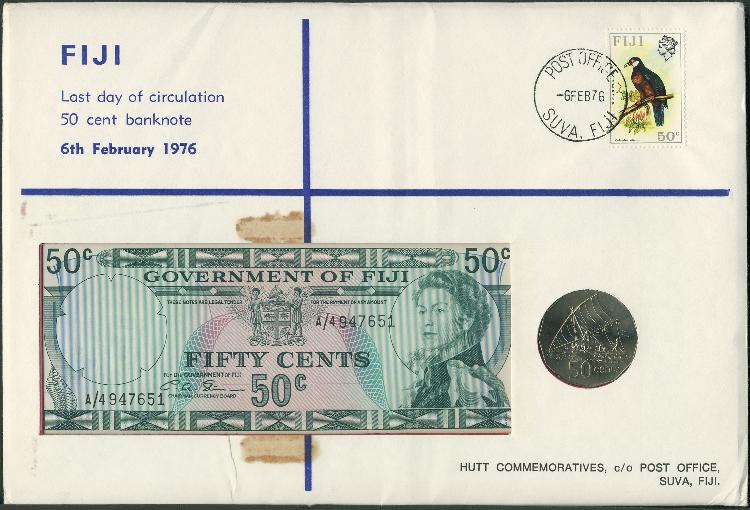 FIJI
Last day of circulation
50 cent banknote
6th February 1976
FIJI
50c
POST OFFICE
-6FEB76
SUVA, FIJI
50c
50c
GOVERNMENT OF FIJI
THESE NOTES ARE LEGAL TENDER
FOR THE PAYMENT OF ANY AMOUNT
A/4947651
FIFTY CENTS
FOR THE GOVERNMENT OF FIJI
50c
A/4947651
CHAIRMAN CURRENCY BOARD
50 CENTS
HUTT COMMEMORATIVES, c/o POST OFFICE,
SUVA, FIJI.